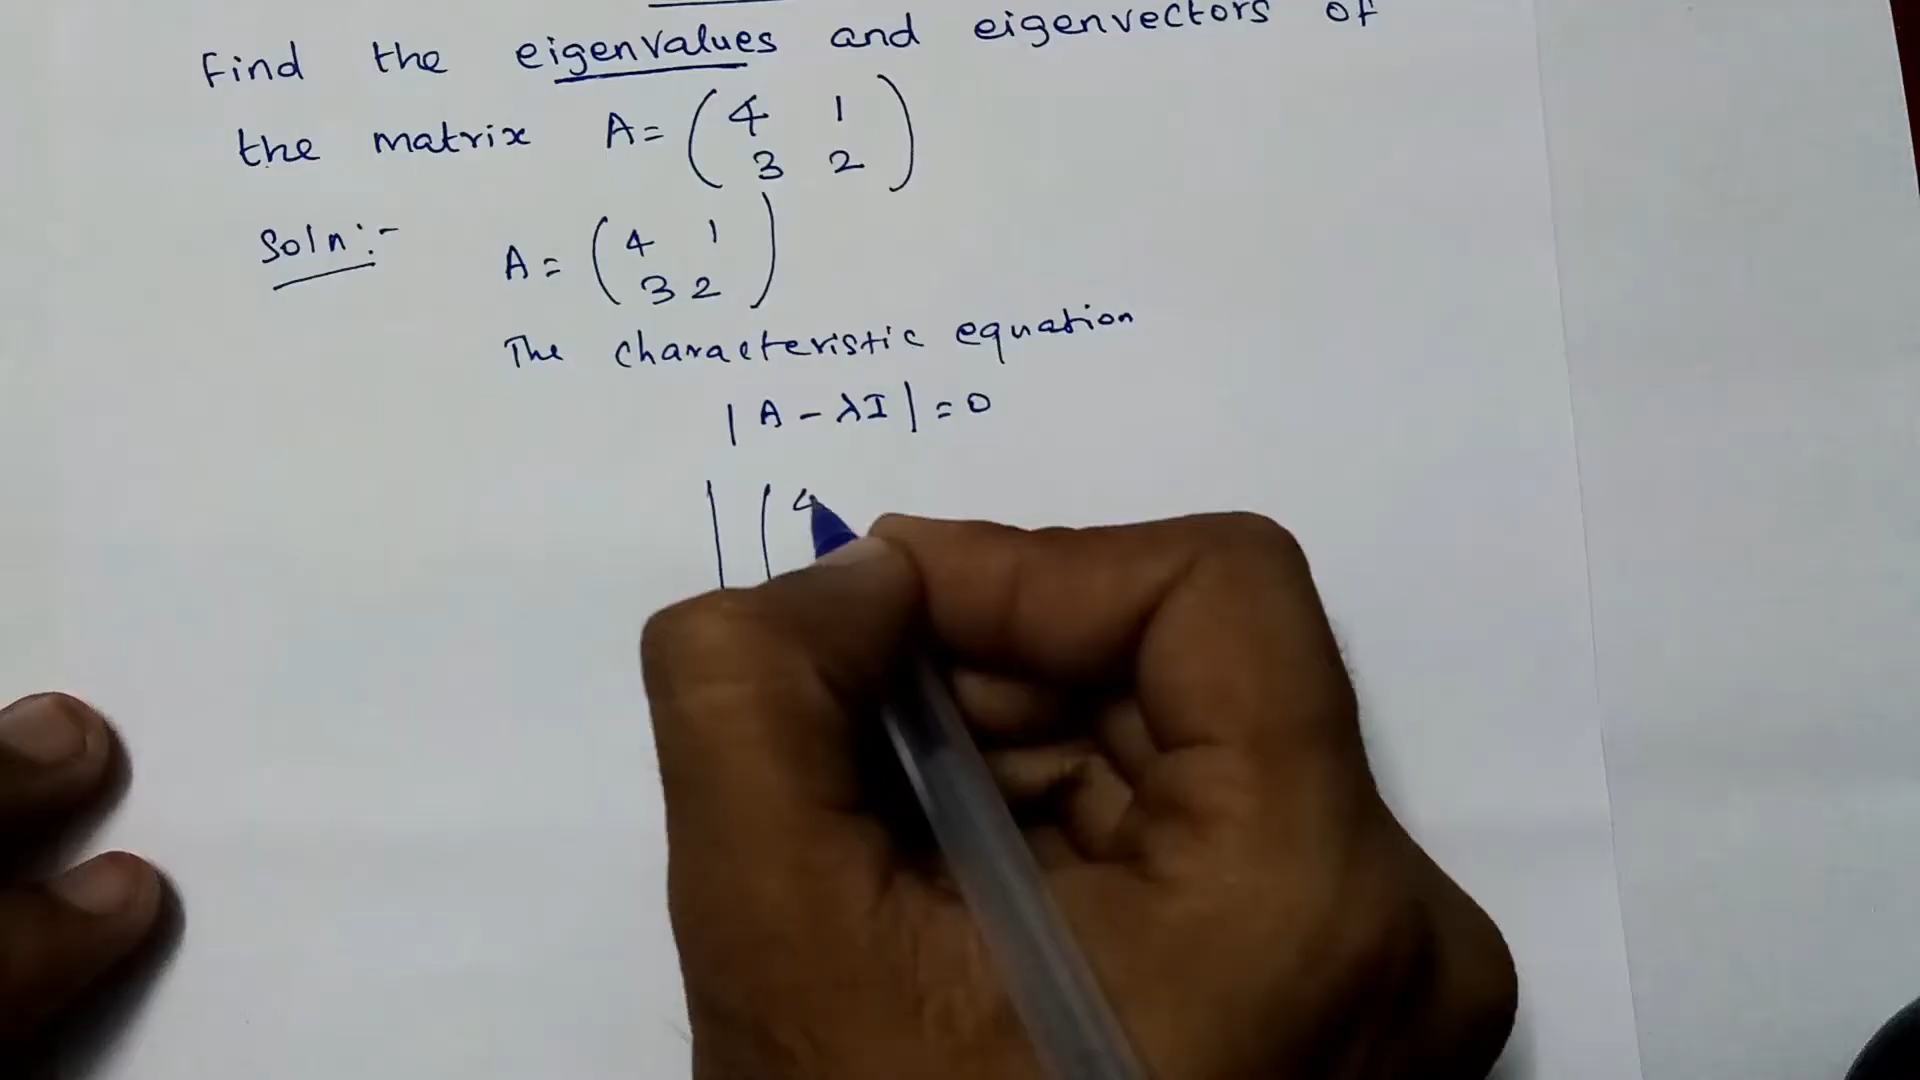 Find the eigenvalues and eigenvectors of
the matrix A = ( 4 1
3 2 )
Soln:- A = ( 4 1
3 2 )
The characteristic equation
| A - λI | = 0
| ( 4